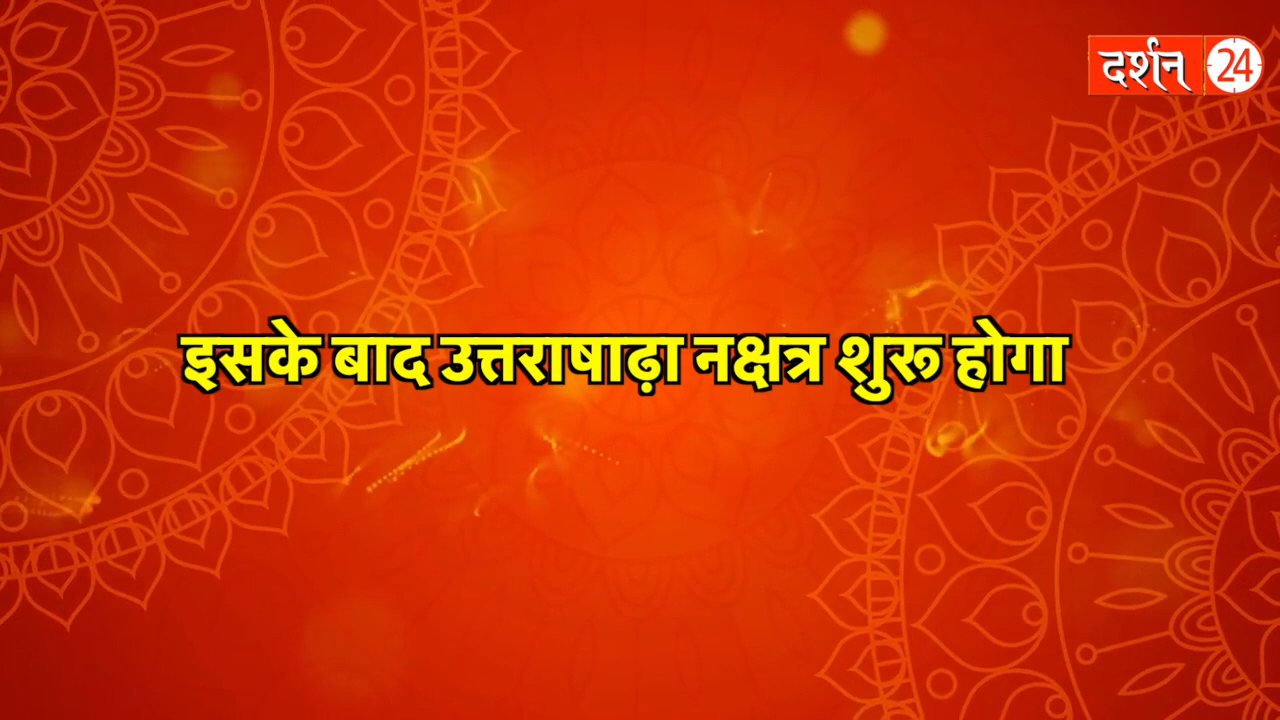 दर्शन 24
इसके बाद उत्तराषाढ़ा नक्षत्र शुरू होगा